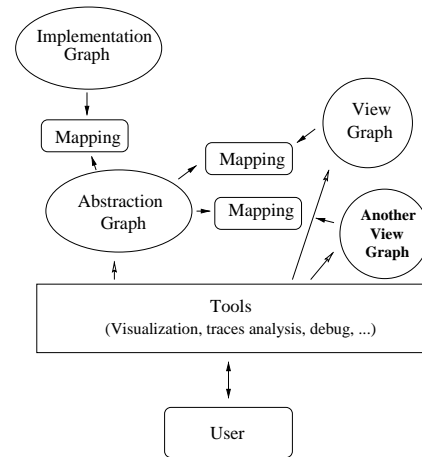 Implementation
Graph
Mapping
View
Graph
Mapping
Abstraction
Graph
Mapping
Another
View
Graph
Tools
(Visualization, traces analysis, debug, ...)
User